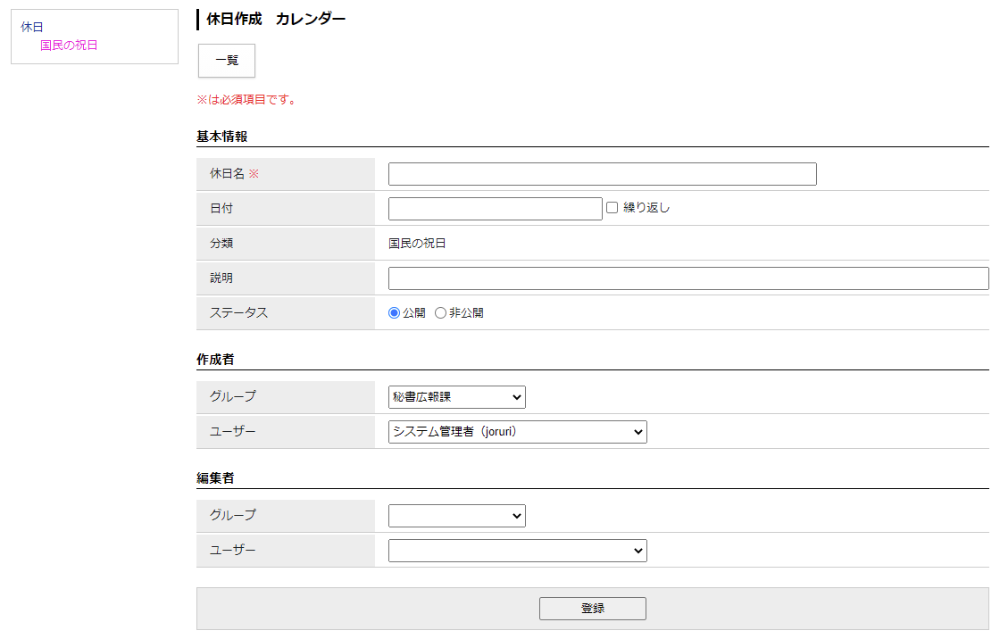 休日
国民の祝日
休日作成　カレンダー
一覧
※は必須項目です。
基本情報
休日名 ※
日付 繰り返し
分類 国民の祝日
説明
ステータス 公開 非公開
作成者
グループ 秘書広報課
ユーザー システム管理者（joruri）
編集者
グループ
ユーザー
登録